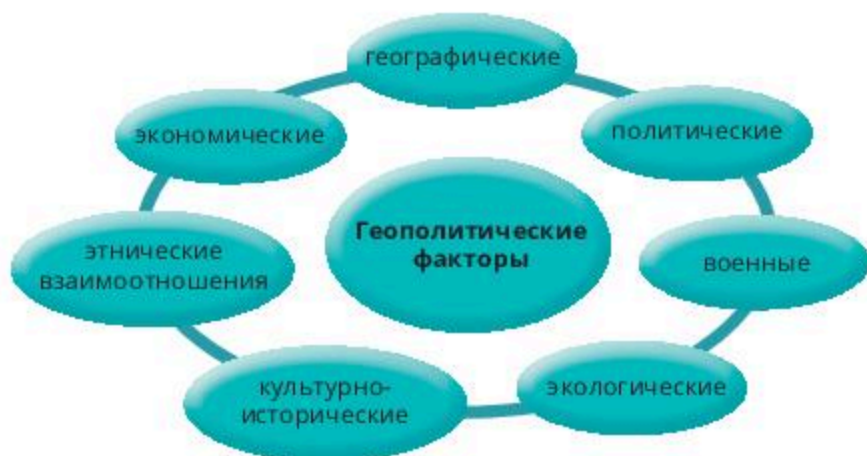 географические
экономические
политические
Геополитические
факторы
этнические
взаимоотношения
военные
культурно-
исторические
экологические